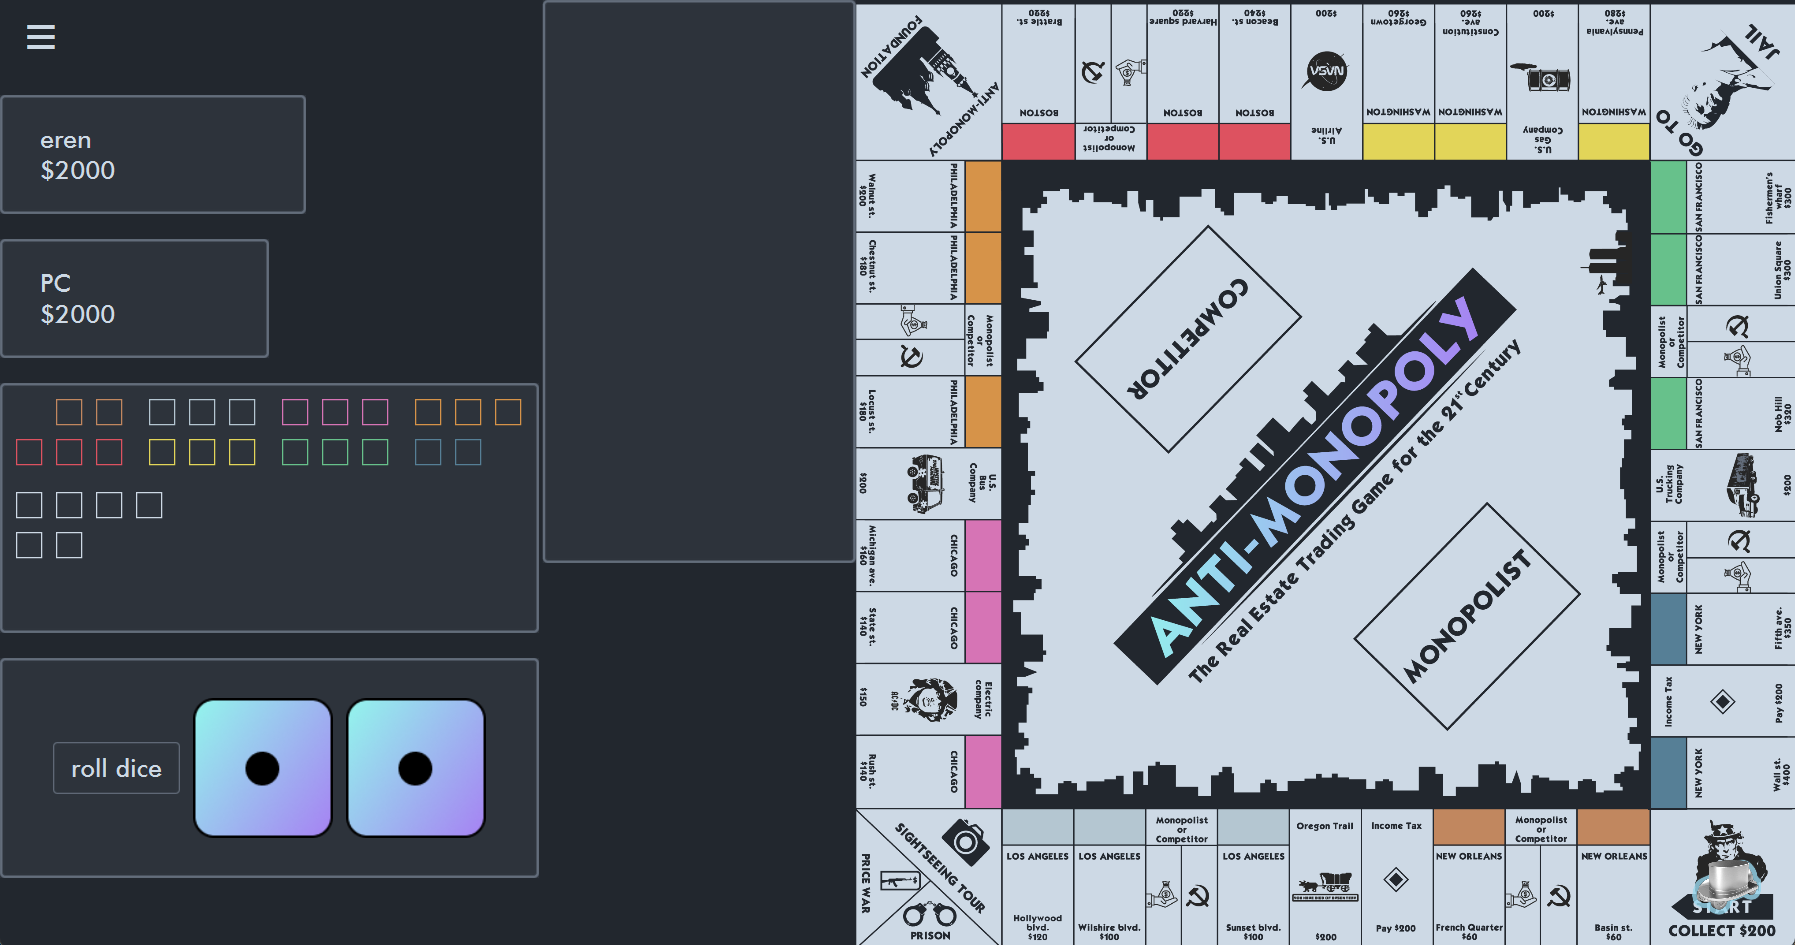 eren
$2000
PC
$2000
roll dice
FOUNDATION
ANTI-MONOPOLY
Brattle st.
$220
BOSTON
Monopolist
or
Competitor
Harvard square
$220
BOSTON
Beacon st.
$240
BOSTON
$200
U.S.
Airline
Georgetown
$260
WASHINGTON
Constitution
ave.
$260
WASHINGTON
$200
U.S.
Gas
Company
Pennsylvania
ave.
$280
WASHINGTON
GO TO
JAIL
Walnut st.
$200
PHILADELPHIA
Chestnut st.
$180
PHILADELPHIA
Monopolist
or
Competitor
Locust st.
$180
PHILADELPHIA
U.S.
Bus
Company
$200
Michigan ave.
$160
CHICAGO
State st.
$140
CHICAGO
Electric
company
$150
AC⚡DC
Rush st.
$140
CHICAGO
COMPETITOR
ANTI-MONOPOLY
The Real Estate Trading Game for the 21st Century
MONOPOLIST
SAN FRANCISCO
Fishermen's
wharf
$300
SAN FRANCISCO
Union Square
$300
Monopolist
or
Competitor
SAN FRANCISCO
Nob Hill
$320
U.S.
Trucking
Company
$200
Monopolist
or
Competitor
NEW YORK
Fifth ave.
$350
Income Tax
Pay $200
NEW YORK
Wall st.
$400
SIGHTSEEING TOUR
PRICE WAR
PRISON
LOS ANGELES
Hollywood
blvd.
$120
LOS ANGELES
Wilshire blvd.
$100
Monopolist
or
Competitor
LOS ANGELES
Sunset blvd.
$100
Oregon Trail
YOU HAVE DIED OF DYSENTERY
$200
Income Tax
Pay $200
NEW ORLEANS
French Quarter
$60
Monopolist
or
Competitor
NEW ORLEANS
Basin st.
$60
START
COLLECT $200